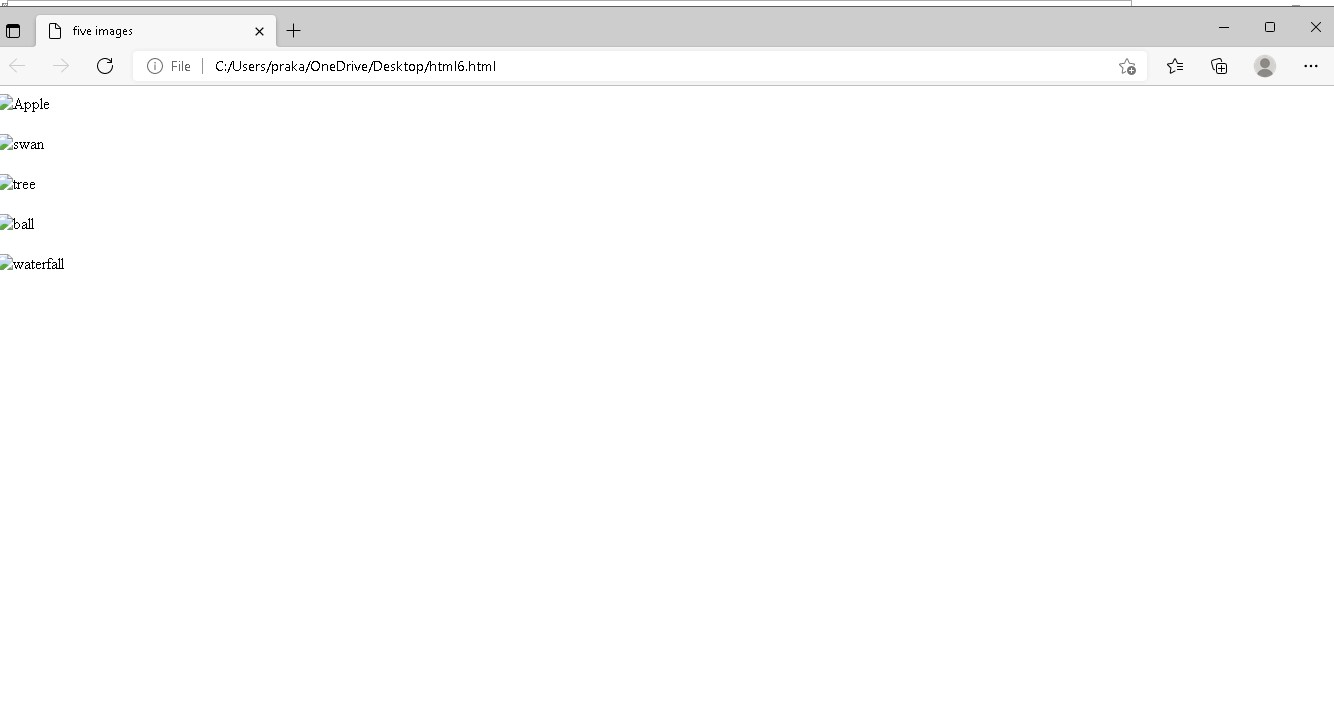 five images
File C:/Users/praka/OneDrive/Desktop/html6.html
Apple
swan
tree
ball
waterfall